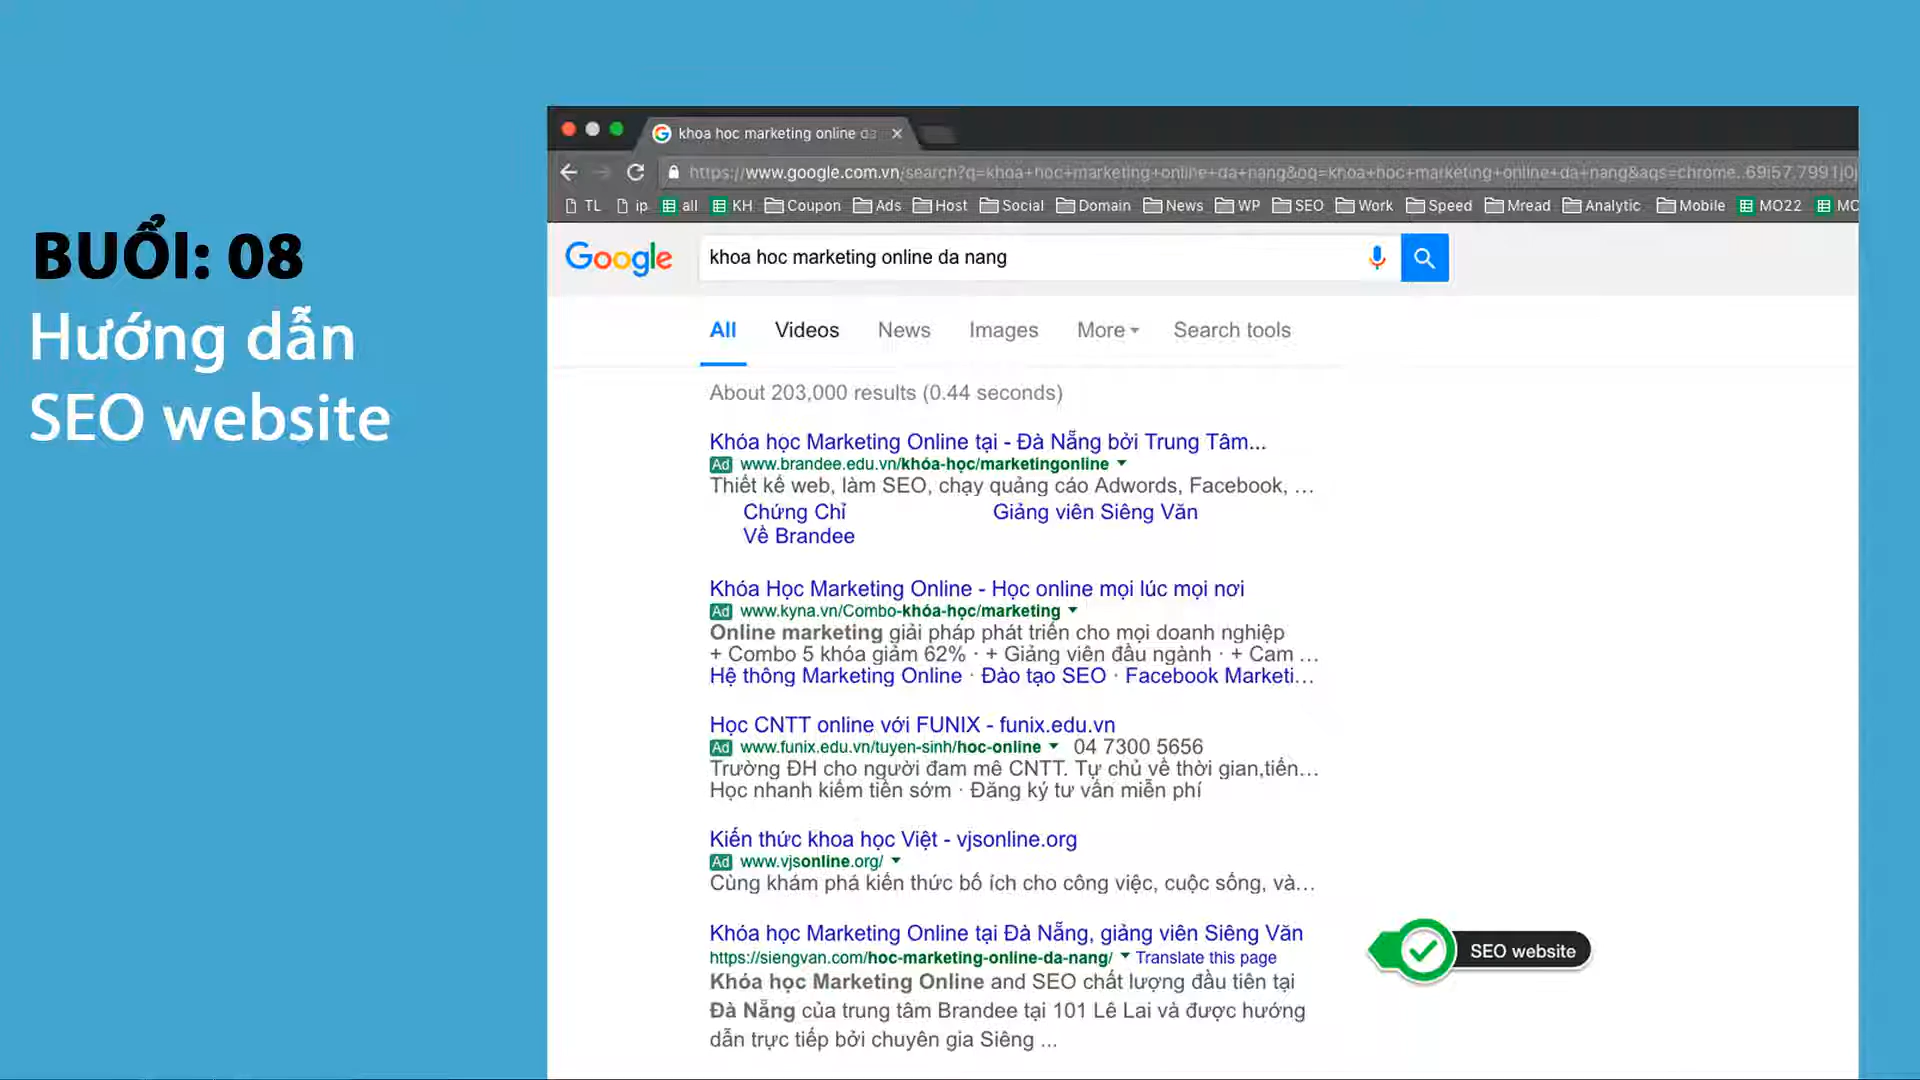 BUỔI: 08
Hướng dẫn
SEO website
khoa hoc marketing online da
https://www.google.com.vn/search?q=khoa+hoc+marketing+online+da+nang&oq=khoa+hoc+marketing+online+da+nang&aqs=chrome..69i57.7991j0j
TL ip all KH Coupon Ads Host Social Domain News WP SEO Work Speed Mread Analytic Mobile MO22 MO
Google
khoa hoc marketing online da nang
All Videos News Images More Search tools
About 203,000 results (0.44 seconds)
Khóa học Marketing Online tại - Đà Nẵng bởi Trung Tâm...
Ad www.brandee.edu.vn/khóa-học/marketingonline
Thiết kế web, làm SEO, chạy quảng cáo Adwords, Facebook, ...
Chứng Chỉ Giảng viên Siêng Văn
Về Brandee
Khóa Học Marketing Online - Học online mọi lúc mọi nơi
Ad www.kyna.vn/Combo-khóa-học/marketing
Online marketing giải pháp phát triển cho mọi doanh nghiệp
+ Combo 5 khóa giảm 62% · + Giảng viên đầu ngành · + Cam ...
Hệ thông Marketing Online · Đào tạo SEO · Facebook Marketi...
Học CNTT online với FUNIX - funix.edu.vn
Ad www.funix.edu.vn/tuyen-sinh/hoc-online 04 7300 5656
Trường ĐH cho người đam mê CNTT. Tự chủ về thời gian,tiến...
Học nhanh kiếm tiền sớm · Đăng ký tư vấn miễn phí
Kiến thức khoa học Việt - vjsonline.org
Ad www.vjsonline.org/
Cùng khám phá kiến thức bổ ích cho công việc, cuộc sống, và...
Khóa học Marketing Online tại Đà Nẵng, giảng viên Siêng Văn
https://siengvan.com/hoc-marketing-online-da-nang/ Translate this page
Khóa học Marketing Online and SEO chất lượng đầu tiên tại
Đà Nẵng của trung tâm Brandee tại 101 Lê Lai và được hướng
dẫn trực tiếp bởi chuyên gia Siêng ...
SEO website